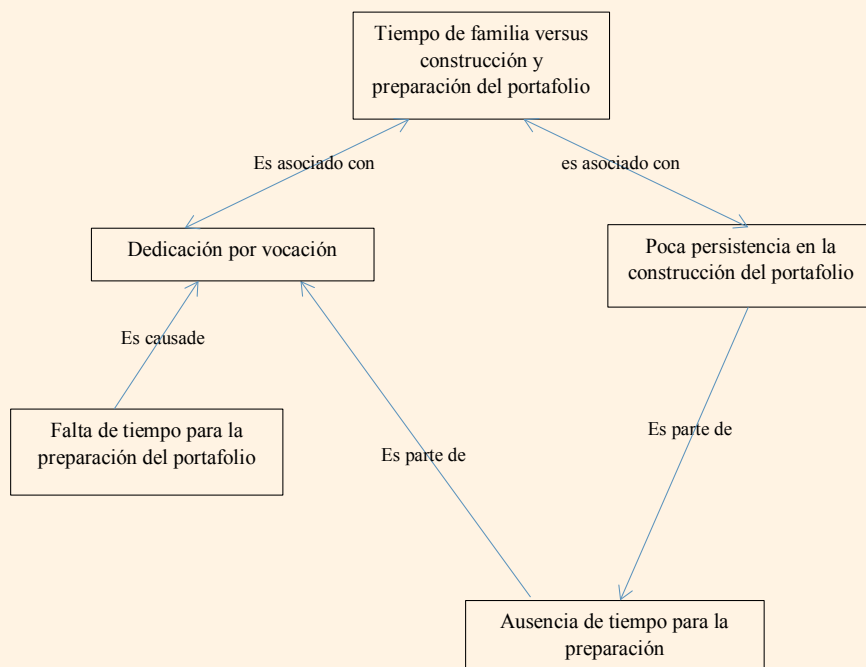 Tiempo de familia versus
construcción y
preparación del portafolio
Es asociado con
es asociado con
Dedicación por vocación
Poca persistencia en la
construcción del portafolio
Es causade
Falta de tiempo para la
preparación del portafolio
Es parte de
Es parte de
Ausencia de tiempo para la
preparación